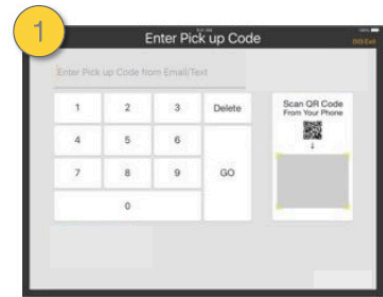 1
Enter Pick up Code
Exit
Enter Pick up Code from Email/Text
1 2 3 Delete
4 5 6
7 8 9 GO
0
Scan QR Code
From Your Phone
↓